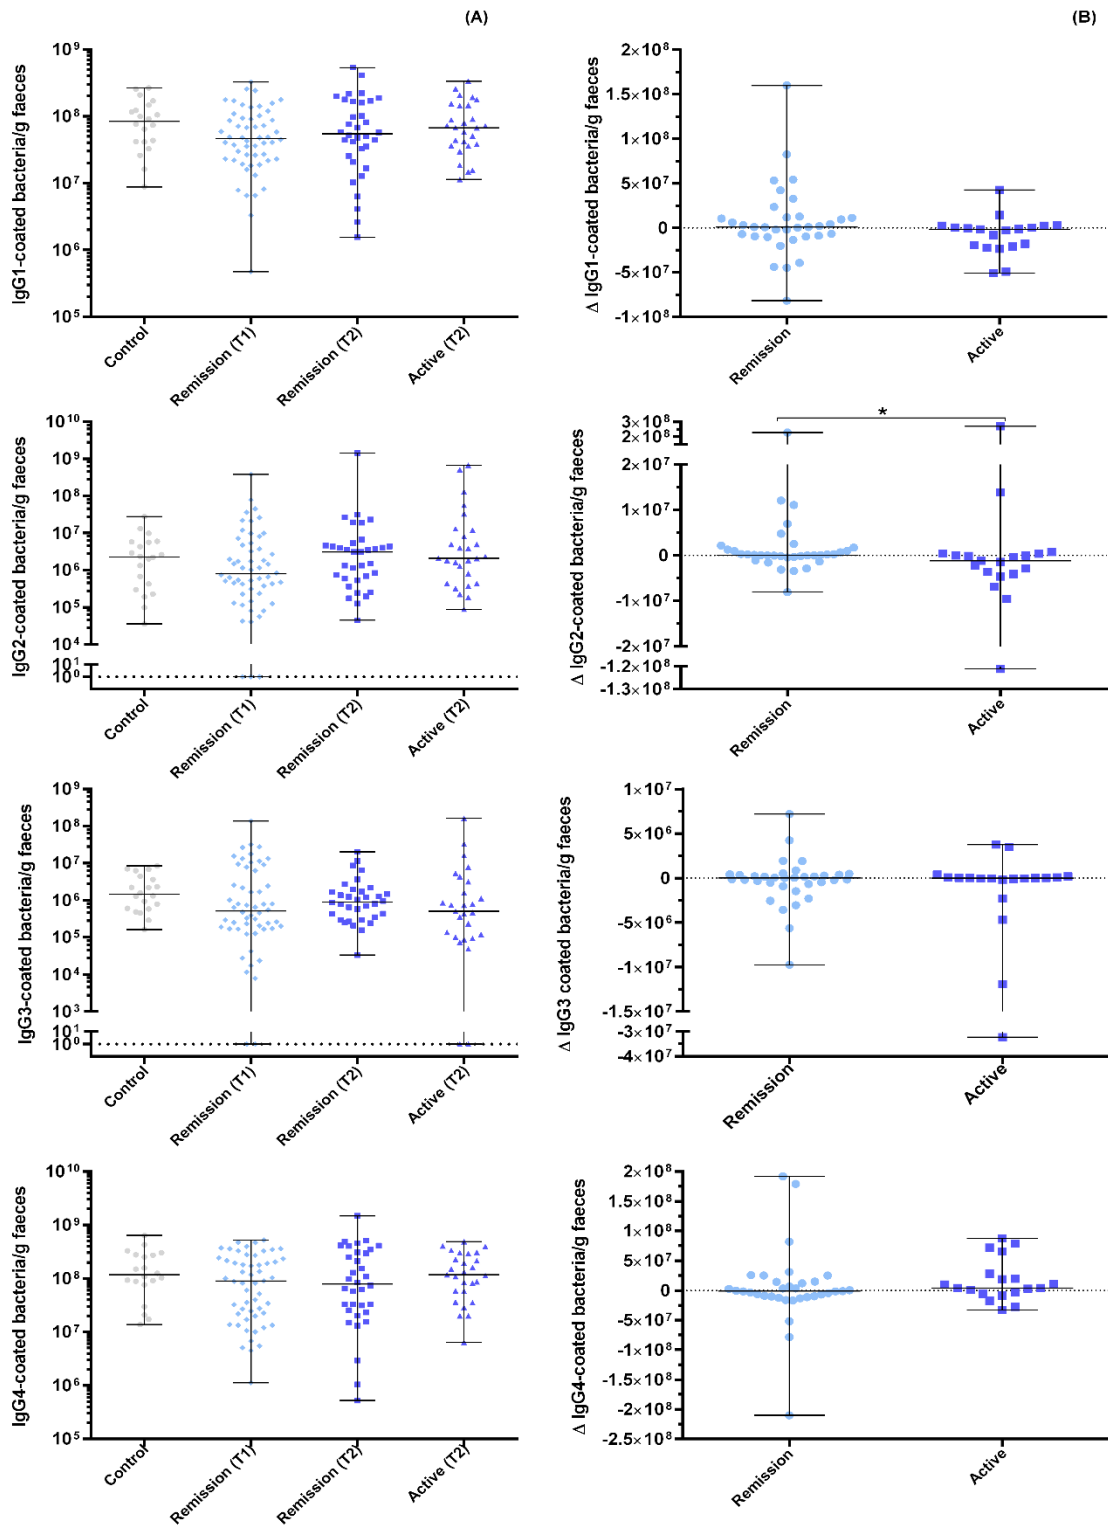 (A)
IgG1-coated bacteria/g faeces
10⁹
10⁸
10⁷
10⁶
10⁵
Control
Remission (T1)
Remission (T2)
Active (T2)
(B)
Δ IgG1-coated bacteria/g faeces
2×10⁸
1.5×10⁸
1×10⁸
5×10⁷
0
-5×10⁷
-1×10⁸
Remission
Active
IgG2-coated bacteria/g faeces
10¹⁰
10⁹
10⁸
10⁷
10⁶
10⁵
10⁴
10¹
10⁰
Control
Remission (T1)
Remission (T2)
Active (T2)
Δ IgG2-coated bacteria/g faeces
3×10⁸
2×10⁸
2×10⁷
1×10⁷
0
-1×10⁷
-2×10⁷
-1.2×10⁸
-1.3×10⁸
*
Remission
Active
IgG3-coated bacteria/g faeces
10⁹
10⁸
10⁷
10⁶
10⁵
10⁴
10³
10¹
10⁰
Control
Remission (T1)
Remission (T2)
Active (T2)
Δ IgG3 coated bacteria/g faeces
1×10⁷
5×10⁶
0
-5×10⁶
-1×10⁷
-1.5×10⁷
-3×10⁷
-4×10⁷
Remission
Active
IgG4-coated bacteria/g faeces
10¹⁰
10⁹
10⁸
10⁷
10⁶
10⁵
Control
Remission (T1)
Remission (T2)
Active (T2)
Δ IgG4-coated bacteria/g faeces
2×10⁸
1.5×10⁸
1×10⁸
5×10⁷
0
-5×10⁷
-1×10⁸
-1.5×10⁸
-2×10⁸
-2.5×10⁸
Remission
Active